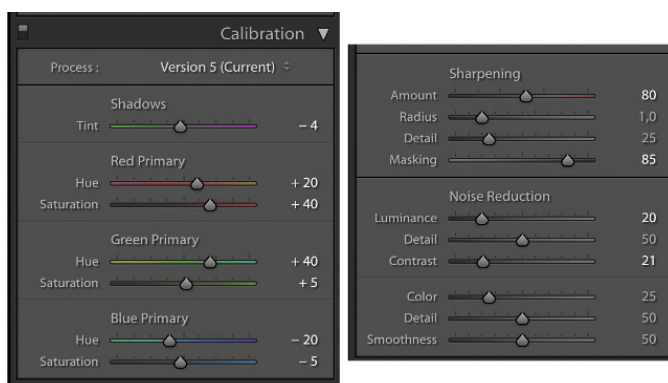 Calibration
Process : Version 5 (Current)
Shadows
Tint − 4
Red Primary
Hue + 20
Saturation + 40
Green Primary
Hue + 40
Saturation + 5
Blue Primary
Hue − 20
Saturation − 5
Sharpening
Amount 80
Radius 1,0
Detail 25
Masking 85
Noise Reduction
Luminance 20
Detail 50
Contrast 21
Color 25
Detail 50
Smoothness 50